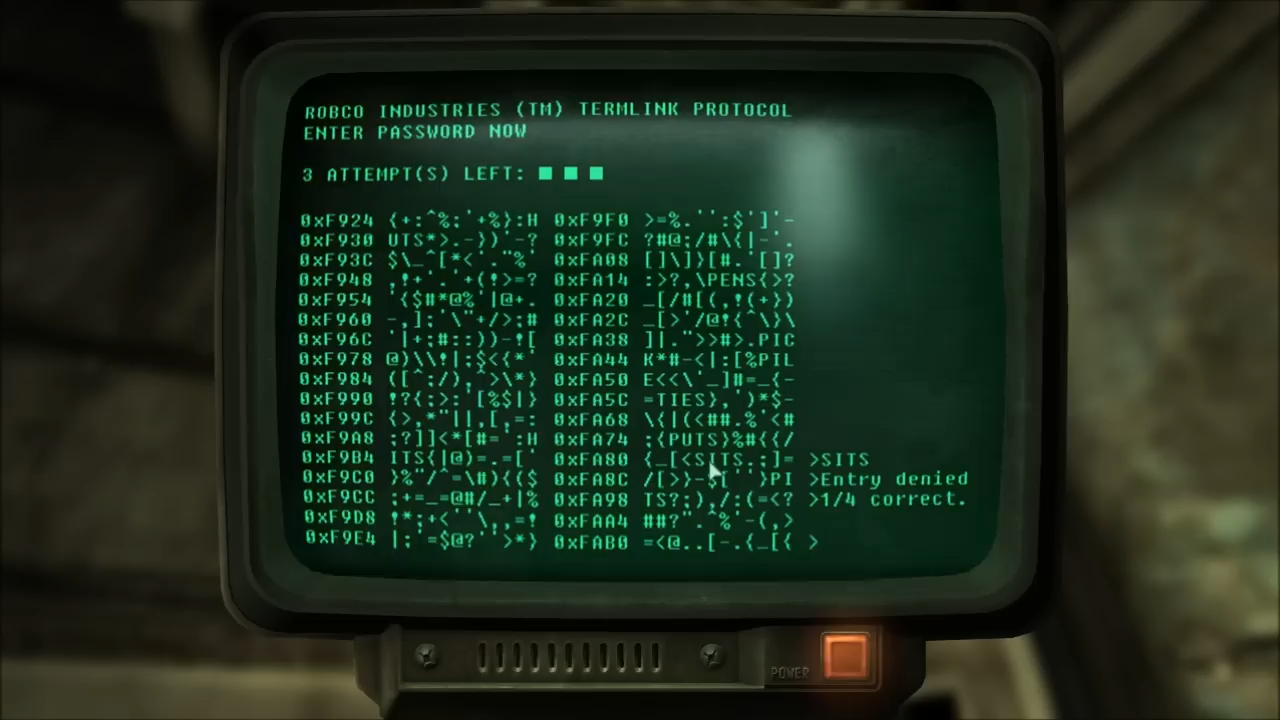 ROBCO INDUSTRIES (TM) TERMLINK PROTOCOL
ENTER PASSWORD NOW
3 ATTEMPT(S) LEFT: ■ ■ ■
0xF924 {+:^%;'+%}:H 0xF9F0 >=%.'':$']'-
0xF930 UTS*>.-})'-? 0xF9FC ?#@;/#\{|-'.
0xF93C $\_^[*<'."%' 0xFA08 []\]}[#.'[]?
0xF948 ,!+'.'+(!>=? 0xFA14 :>?,\PENS{>?
0xF954 '{$#*@%'|@+. 0xFA20 _[/#[(,!(+})
0xF960 -,];'\"+/>;# 0xFA2C _[>'/@!{^\}\
0xF96C '|+;#::))-![ 0xFA38 ]|.">>#>.PIC
0xF978 @)\\!|;$<{*' 0xFA44 K*#-<|:[%PIL
0xF984 ([^;/),^>\*} 0xFA50 E<<\'_]#=_{-
0xF990 !?{;>:'[%$|} 0xFA5C =TIES},')*$-
0xF99C {>,*"||,[,=: 0xFA68 \{|(<##.%'<#
0xF9A8 ;?]]<*[#=':H 0xFA74 ;{PUTS}%#{{/
0xF9B4 ITS{|@)=.=[' 0xFA80 {_[<SITS.;]= >SITS
0xF9C0 }%"/^=\#){($ 0xFA8C /[>}-$['']PI >Entry denied
0xF9CC ;+=_=@#/_+|% 0xFA98 TS?;),/:(=<? >1/4 correct.
0xF9D8 !*;+<''\,,=! 0xFAA4 ##?".^%'-(,>
0xF9E4 |;'=$@?''>*} 0xFAB0 =<@..[-.{_[{ >
POWER